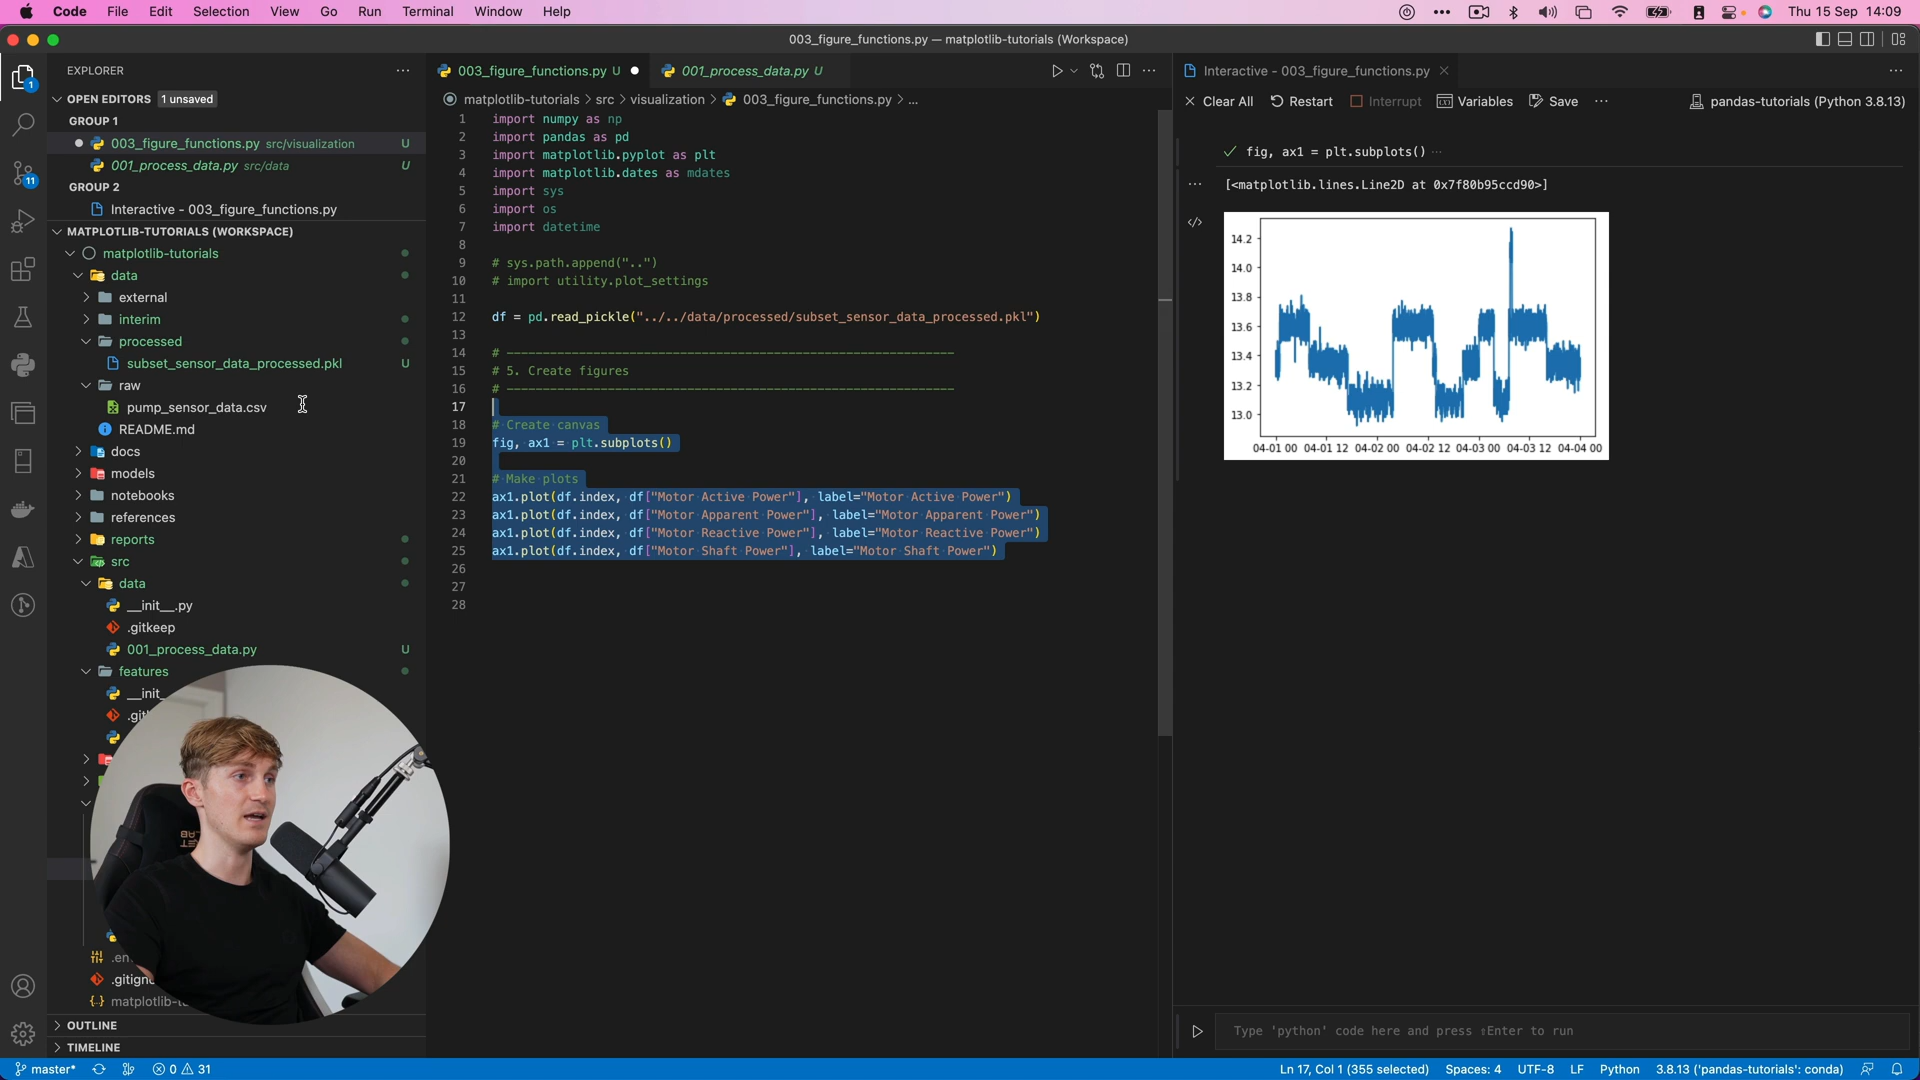 Code File Edit Selection View Go Run Terminal Window Help Thu 15 Sep 14:09
003_figure_functions.py — matplotlib-tutorials (Workspace)
EXPLORER
OPEN EDITORS 1 unsaved
GROUP 1
003_figure_functions.py src/visualization U
001_process_data.py src/data U
GROUP 2
Interactive - 003_figure_functions.py
MATPLOTLIB-TUTORIALS (WORKSPACE)
matplotlib-tutorials
data
external
interim
processed
subset_sensor_data_processed.pkl U
raw
pump_sensor_data.csv
README.md
docs
models
notebooks
references
reports
src
data
__init__.py
.gitkeep
001_process_data.py U
features
__init_
.gitk
.en
.gitign
matplotlib-t
OUTLINE
TIMELINE
1
11
003_figure_functions.py U
001_process_data.py U
matplotlib-tutorials > src > visualization > 003_figure_functions.py > ...
1 import numpy as np
2 import pandas as pd
3 import matplotlib.pyplot as plt
4 import matplotlib.dates as mdates
5 import sys
6 import os
7 import datetime
8
9 # sys.path.append("..")
10 # import utility.plot_settings
11
12 df = pd.read_pickle("../../data/processed/subset_sensor_data_processed.pkl")
13
14 # --------------------------------------------------------------
15 # 5. Create figures
16 # --------------------------------------------------------------
17
18 # Create canvas
19 fig, ax1 = plt.subplots()
20
21 # Make plots
22 ax1.plot(df.index, df["Motor Active Power"], label="Motor Active Power")
23 ax1.plot(df.index, df["Motor Apparent Power"], label="Motor Apparent Power")
24 ax1.plot(df.index, df["Motor Reactive Power"], label="Motor Reactive Power")
25 ax1.plot(df.index, df["Motor Shaft Power"], label="Motor Shaft Power")
26
27
28
Interactive - 003_figure_functions.py
Clear All Restart Interrupt Variables Save ... pandas-tutorials (Python 3.8.13)
fig, ax1 = plt.subplots() ...
[<matplotlib.lines.Line2D at 0x7f80b95ccd90>]
14.2
14.0
13.8
13.6
13.4
13.2
13.0
04-01 00 04-01 12 04-02 00 04-02 12 04-03 00 04-03 12 04-04 00
Type 'python' code here and press ⇧Enter to run
master* 0 31 Ln 17, Col 1 (355 selected) Spaces: 4 UTF-8 LF Python 3.8.13 ('pandas-tutorials': conda)